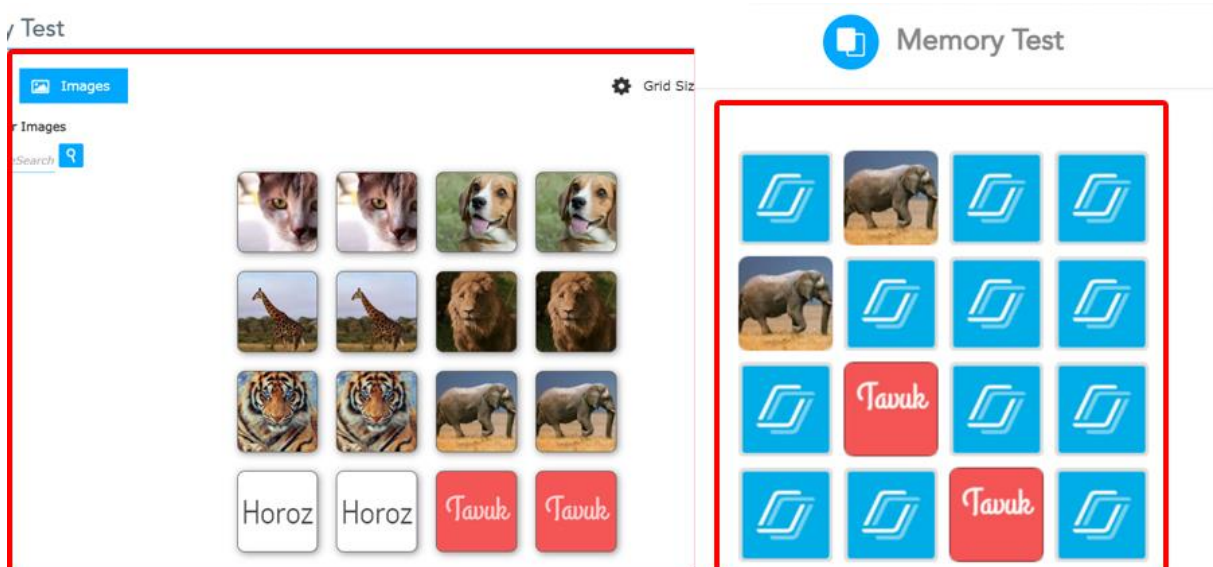 y Test
Images
Grid Siz
r Images
Search
Horoz
Horoz
Tavuk
Tavuk
Memory Test
Tavuk
Tavuk